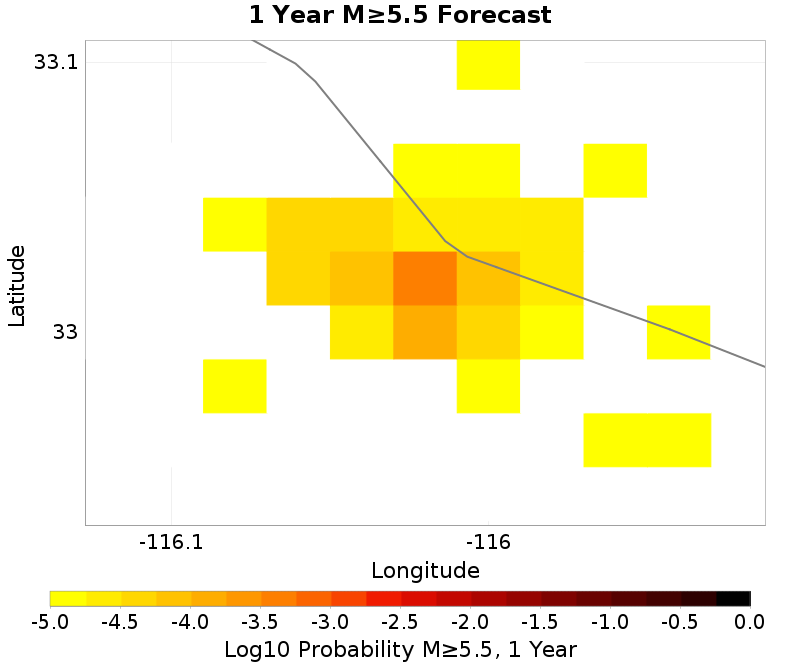 1 Year M≥5.5 Forecast
33.1
33
Latitude
-116.1 -116
Longitude
-5.0 -4.5 -4.0 -3.5 -3.0 -2.5 -2.0 -1.5 -1.0 -0.5 0.0
Log10 Probability M≥5.5, 1 Year